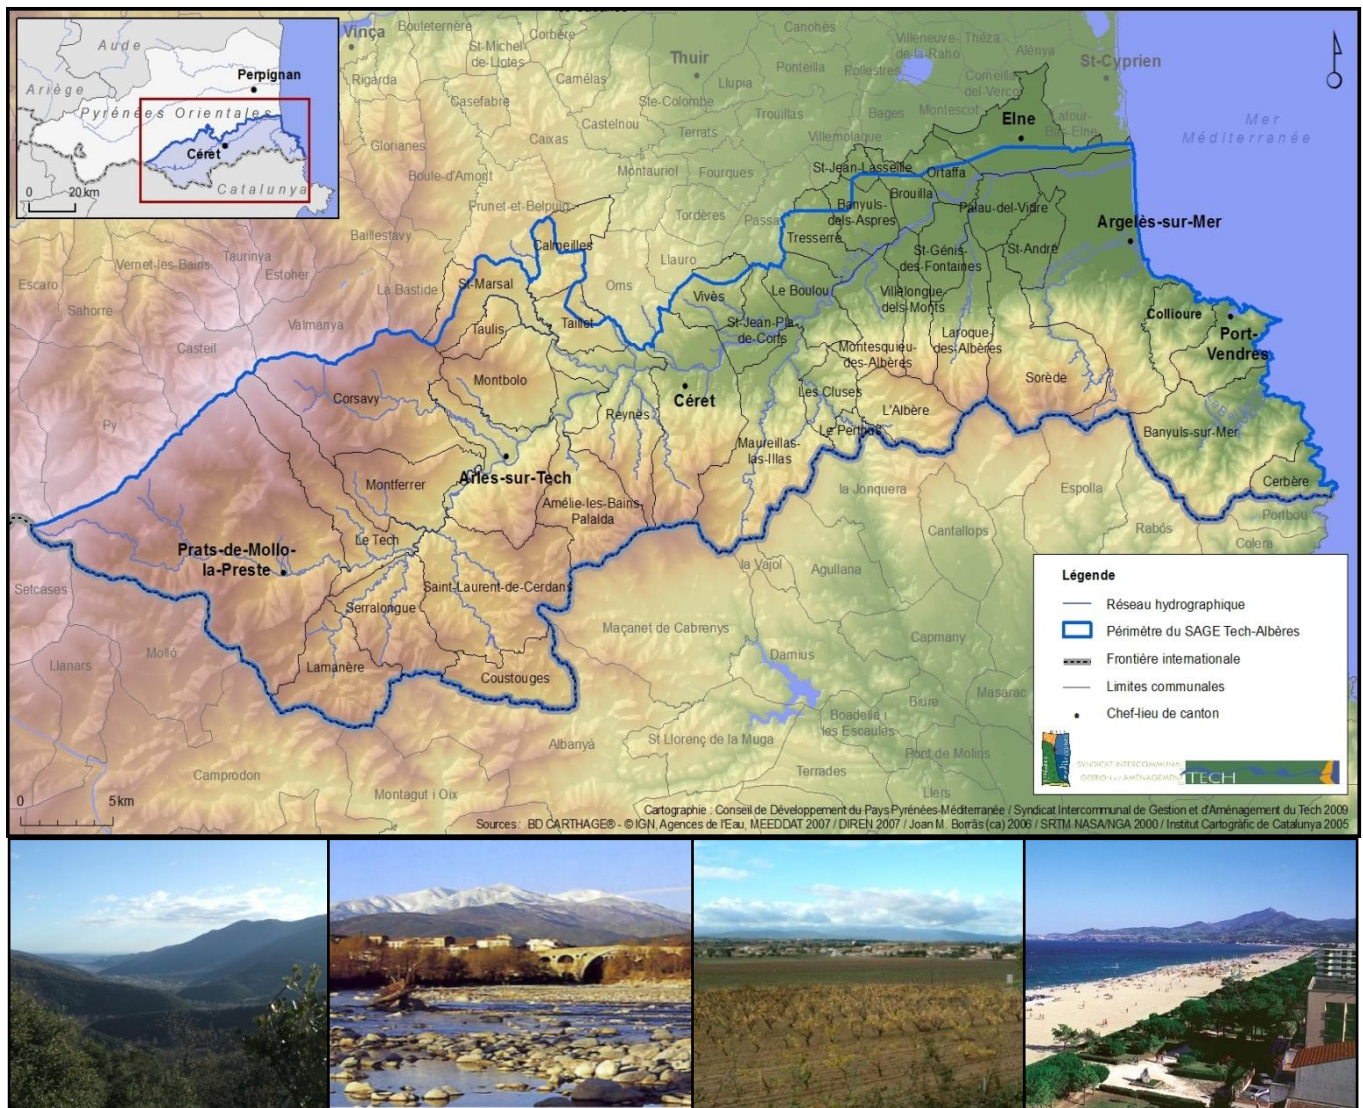 Aude
Ariège
Perpignan
Pyrénées Orientales
Céret
Catalunya
0 20 km
Vinça
Bouleternère
Corbère
St-Michel-
de-Llotes
Rigarda
Camélas
Casefabre
Glorianes
Caixas
Castelnou
Boule-d'Amont
Prunet-et-Belpuig
Baillestavy
Thuir
Canohès
Ponteilla
Llupia
Ste-Colombe
Trouillas
Terrats
Montauriol
Fourques
Tordères
Passa
Llauro
Oms
Villeneuve-
de-la-Raho
Théza
Alénya
Pollestres
Corneilla
del-Vercol
St-Cyprien
Bages
Montescot
Villemolaque
Latour-
Bas-Elne
Elne
Mer
Méditerranée
St-Jean-Lasseille
Ortaffa
Brouilla
Banyuls-
dels-Aspres
Palau-del-Vidre
Tresserre
Argelès-sur-Mer
St-André
St-Génis-
des-Fontaines
Villelongue-
dels-Monts
Le Boulou
Vivès
St-Jean-Pla-
de-Corts
Montesquieu-
des-Albères
Laroque-
des-Albères
Sorède
Collioure
Port-
Vendres
Banyuls-sur-Mer
Cerbère
Calmeilles
St-Marsal
Taillet
Taulis
Montbolo
La Bastide
Valmanya
Estoher
Taurinya
Vernet-les-Bains
Escaro
Sahorre
Casteil
Py
Corsavy
Reynès
Céret
Les Cluses
L'Albère
Le Perthus
Maureillas-
las-Illas
Arles-sur-Tech
Montferrer
Amélie-les-Bains-
Palalda
Le Tech
Prats-de-Mollo-
la-Preste
Saint-Laurent-de-Cerdans
Serralongue
Lamanère
Coustouges
Setcases
Llanars
Molló
Camprodon
Montagut i Oix
Albanyà
Maçanet de Cabrenys
St Llorenç de la Muga
Terrades
Darnius
Boadella i
les Escaules
Biure
Pont de Molins
Llers
Masarac
Capmany
Agullana
la Vajol
la Jonquera
Cantallops
Espolla
Rabós
Portbou
Colera
Légende
Réseau hydrographique
Périmètre du SAGE Tech-Albères
Frontière internationale
Limites communales
Chef-lieu de canton
SYNDICAT INTERCOMMUNAL
GESTION et d'AMÉNAGEMENT
TECH
0 5 km
Cartographie : Conseil de Développement du Pays Pyrénées-Méditerranée / Syndicat Intercommunal de Gestion et d'Aménagement du Tech 2009
Sources : BD CARTHAGE® - © IGN, Agences de l'Eau, MEEDDAT 2007 / DIREN 2007 / Joan M. Borràs (ca) 2006 / SRTM NASA/NGA 2000 / Institut Cartogràfic de Catalunya 2005